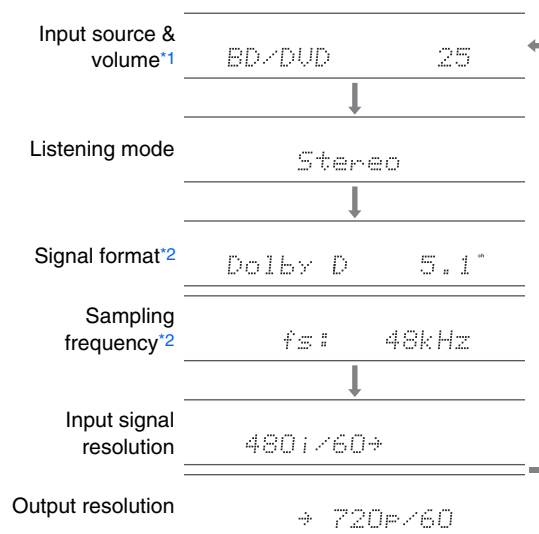 Input source &
volume*1
BD/DVD 25
Listening mode
Stereo
Signal format*2
Dolby D 5.1ch
Sampling
frequency*2
fs: 48kHz
Input signal
resolution
480i/60→
Output resolution
→ 720p/60